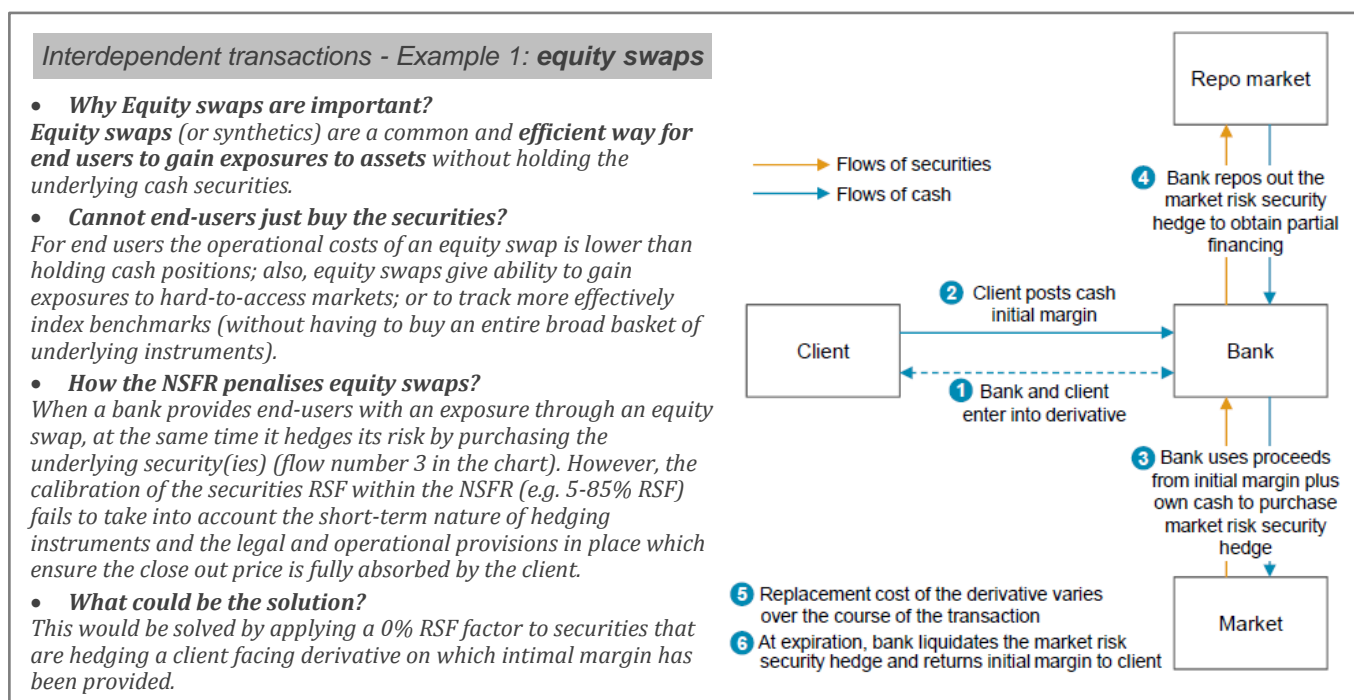 Interdependent transactions - Example 1: equity swaps
• Why Equity swaps are important?
Equity swaps (or synthetics) are a common and efficient way for
end users to gain exposures to assets without holding the
underlying cash securities.
• Cannot end-users just buy the securities?
For end users the operational costs of an equity swap is lower than
holding cash positions; also, equity swaps give ability to gain
exposures to hard-to-access markets; or to track more effectively
index benchmarks (without having to buy an entire broad basket of
underlying instruments).
• How the NSFR penalises equity swaps?
When a bank provides end-users with an exposure through an equity
swap, at the same time it hedges its risk by purchasing the
underlying security(ies) (flow number 3 in the chart). However, the
calibration of the securities RSF within the NSFR (e.g. 5-85% RSF)
fails to take into account the short-term nature of hedging
instruments and the legal and operational provisions in place which
ensure the close out price is fully absorbed by the client.
• What could be the solution?
This would be solved by applying a 0% RSF factor to securities that
are hedging a client facing derivative on which intimal margin has
been provided.
Repo market
Flows of securities
Flows of cash
4 Bank repos out the
market risk security
hedge to obtain partial
financing
2 Client posts cash
initial margin
Client
Bank
1 Bank and client
enter into derivative
3 Bank uses proceeds
from initial margin plus
own cash to purchase
market risk security
hedge
5 Replacement cost of the derivative varies
over the course of the transaction
6 At expiration, bank liquidates the market risk
security hedge and returns initial margin to client
Market